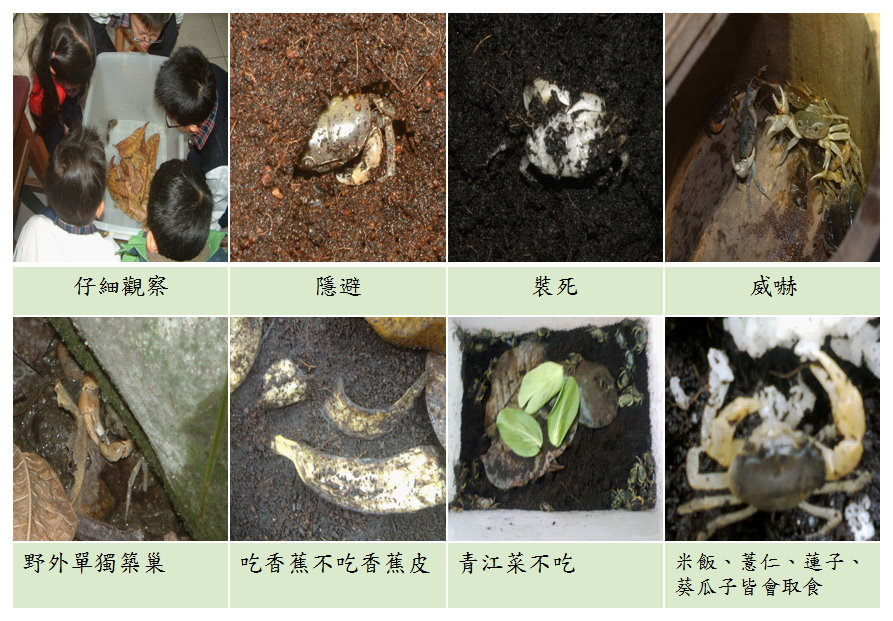 仔細觀察
隱避
裝死
威嚇
野外單獨築巢
吃香蕉不吃香蕉皮
青江菜不吃
米飯、薏仁、蓮子、
葵瓜子皆會取食